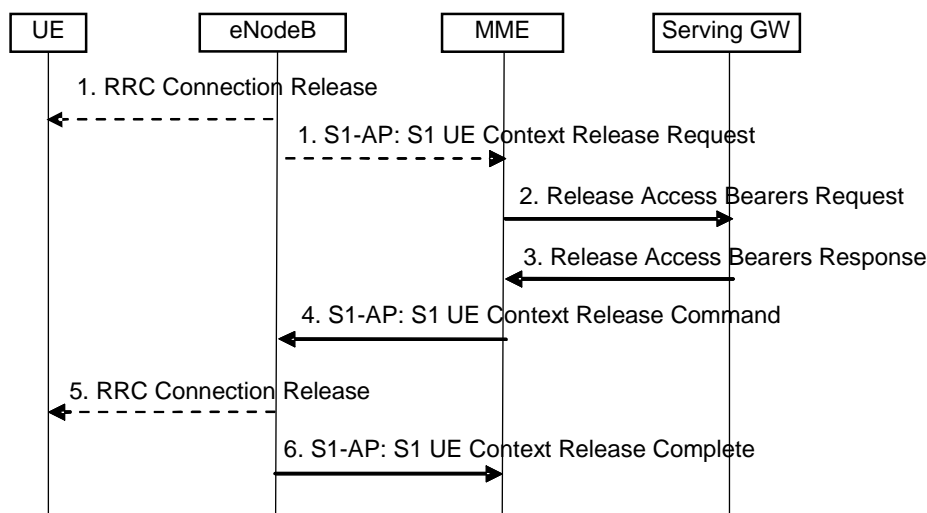 UE
eNodeB
MME
Serving GW
1. RRC Connection Release
1. S1-AP: S1 UE Context Release Request
2. Release Access Bearers Request
3. Release Access Bearers Response
4. S1-AP: S1 UE Context Release Command
5. RRC Connection Release
6. S1-AP: S1 UE Context Release Complete